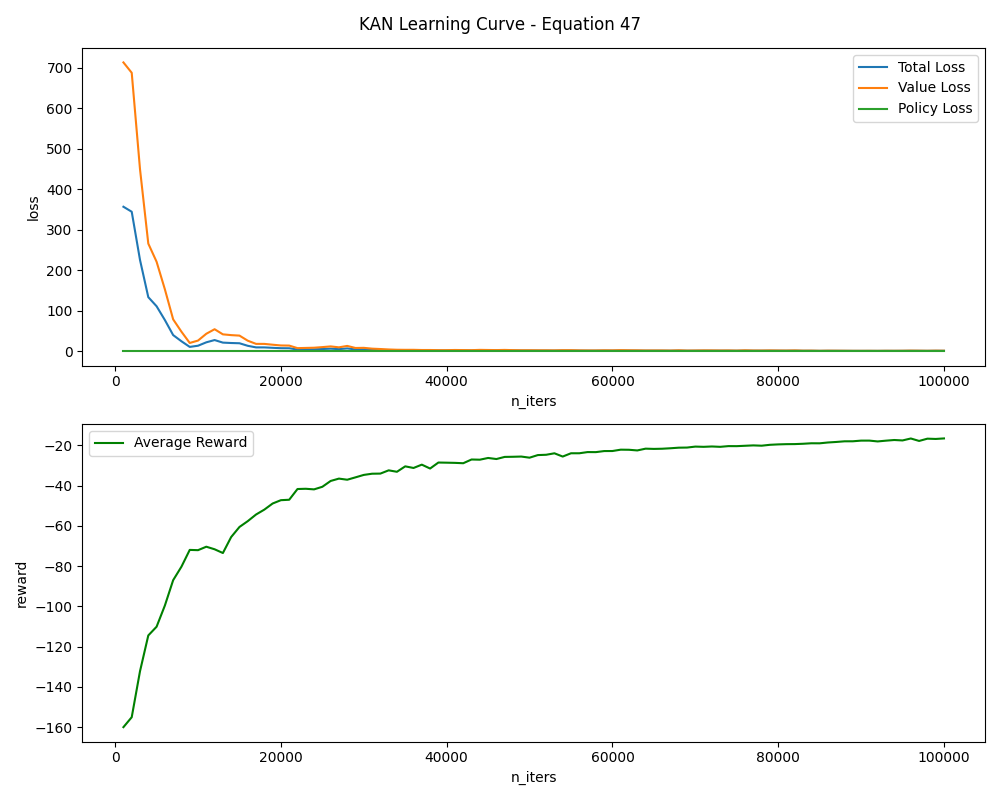 KAN Learning Curve - Equation 47
700
600
500
400
300
200
100
0
loss
Total Loss
Value Loss
Policy Loss
0 20000 40000 60000 80000 100000
n_iters
−20
−40
−60
−80
−100
−120
−140
−160
reward
Average Reward
0 20000 40000 60000 80000 100000
n_iters